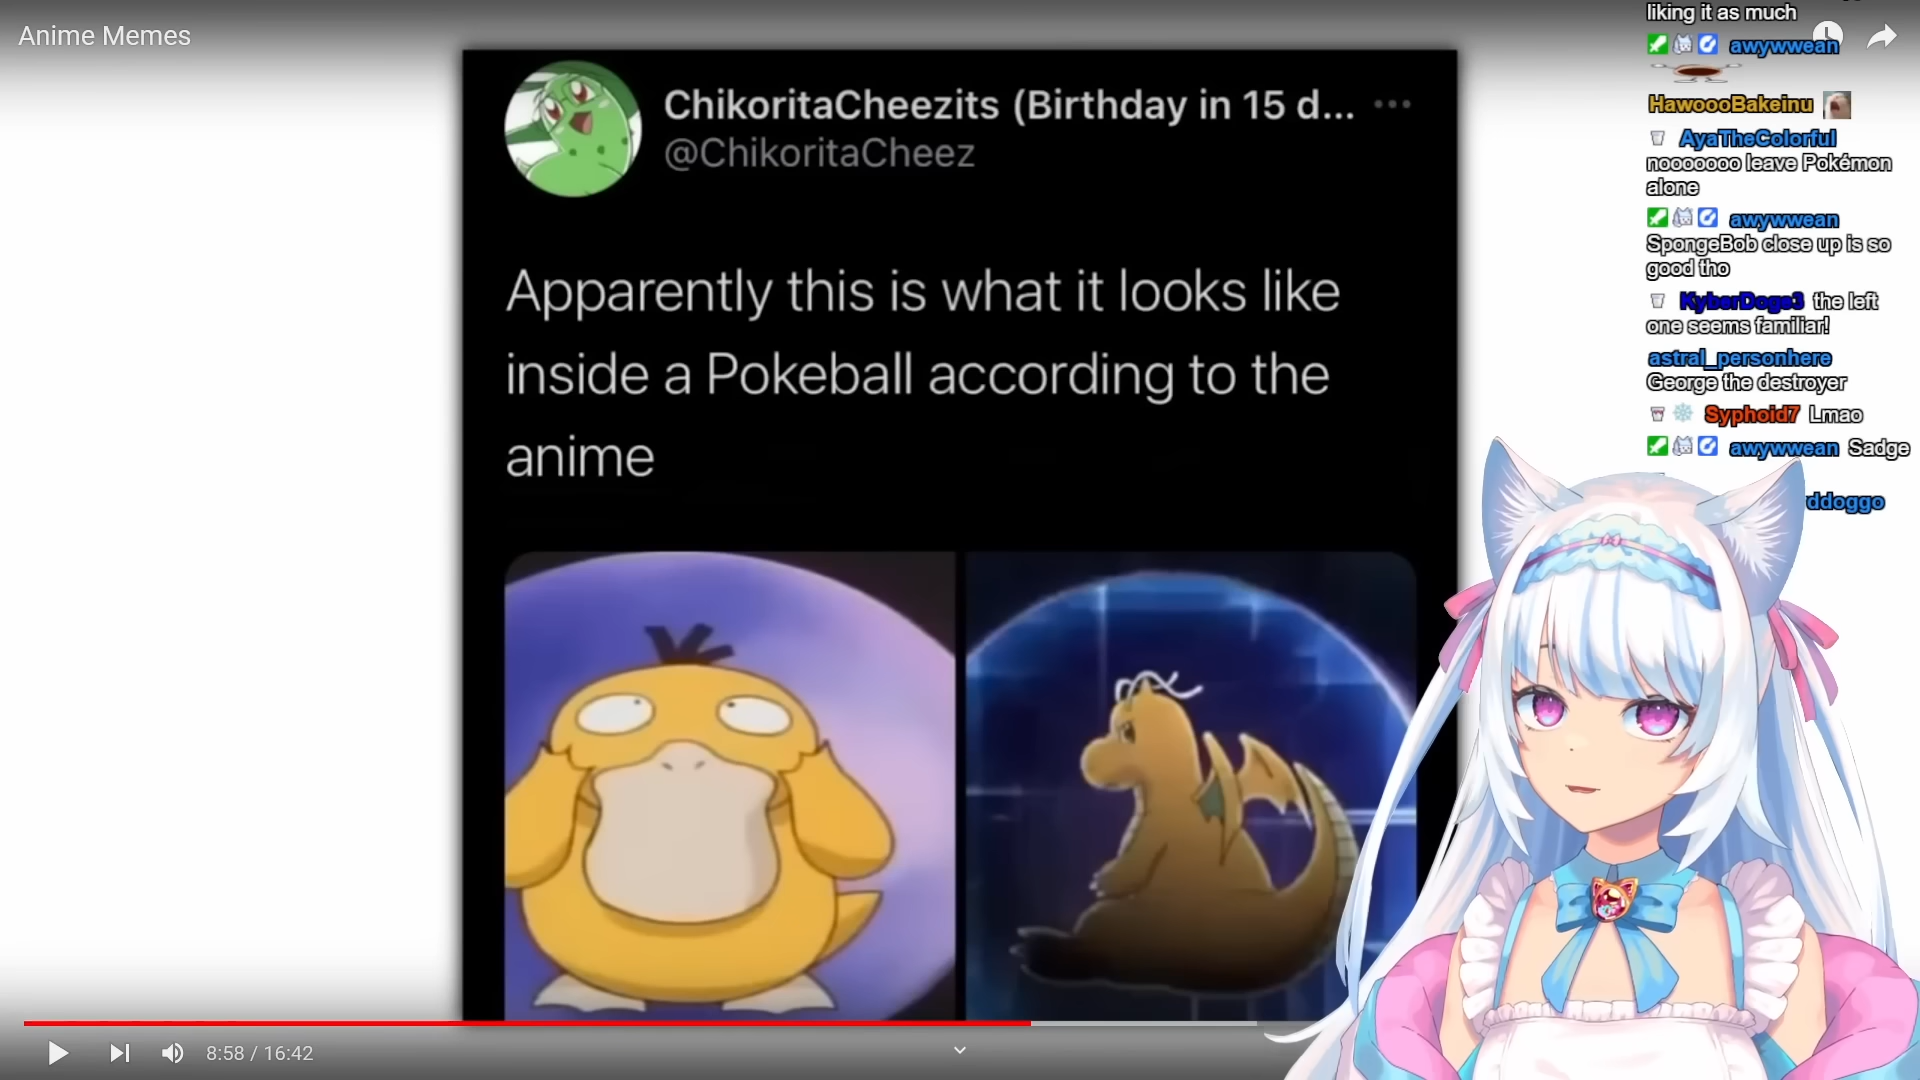 Anime Memes
ChikoritaCheezits (Birthday in 15 d...
@ChikoritaCheez
Apparently this is what it looks like
inside a Pokeball according to the
anime
8:58 / 16:42
liking it as much
awywwean
HawoooBakeinu
AyaTheColorful
nooooooo leave Pokémon
alone
awywwean
SpongeBob close up is so
good tho
KyberDoge3 the left
one seems familiar!
astral_personhere
George the destroyer
Syphoid7 Lmao
awywwean Sadge
ddoggo